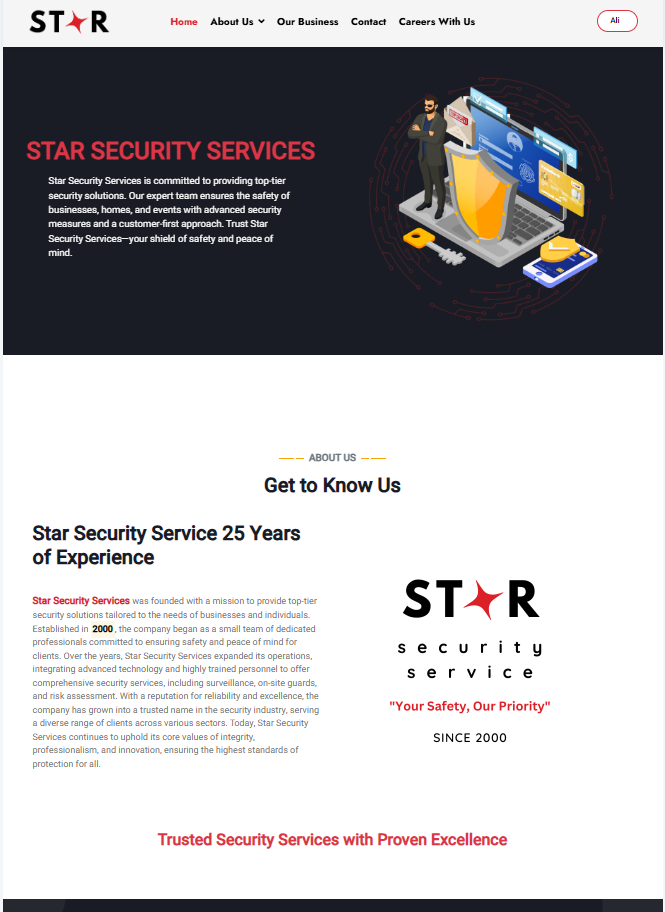 ST★R
Home About Us Our Business Contact Careers With Us
Ali
STAR SECURITY SERVICES
Star Security Services is committed to providing top-tier
security solutions. Our expert team ensures the safety of
businesses, homes, and events with advanced security
measures and a customer-first approach. Trust Star
Security Services—your shield of safety and peace of
mind.
ABOUT US
Get to Know Us
Star Security Service 25 Years
of Experience
Star Security Services was founded with a mission to provide top-tier
security solutions tailored to the needs of businesses and individuals.
Established in 2000, the company began as a small team of dedicated
professionals committed to ensuring safety and peace of mind for
clients. Over the years, Star Security Services expanded its operations,
integrating advanced technology and highly trained personnel to offer
comprehensive security services, including surveillance, on-site guards,
and risk assessment. With a reputation for reliability and excellence, the
company has grown into a trusted name in the security industry, serving
a diverse range of clients across various sectors. Today, Star Security
Services continues to uphold its core values of integrity,
professionalism, and innovation, ensuring the highest standards of
protection for all.
ST★R
security
service
"Your Safety, Our Priority"
SINCE 2000
Trusted Security Services with Proven Excellence